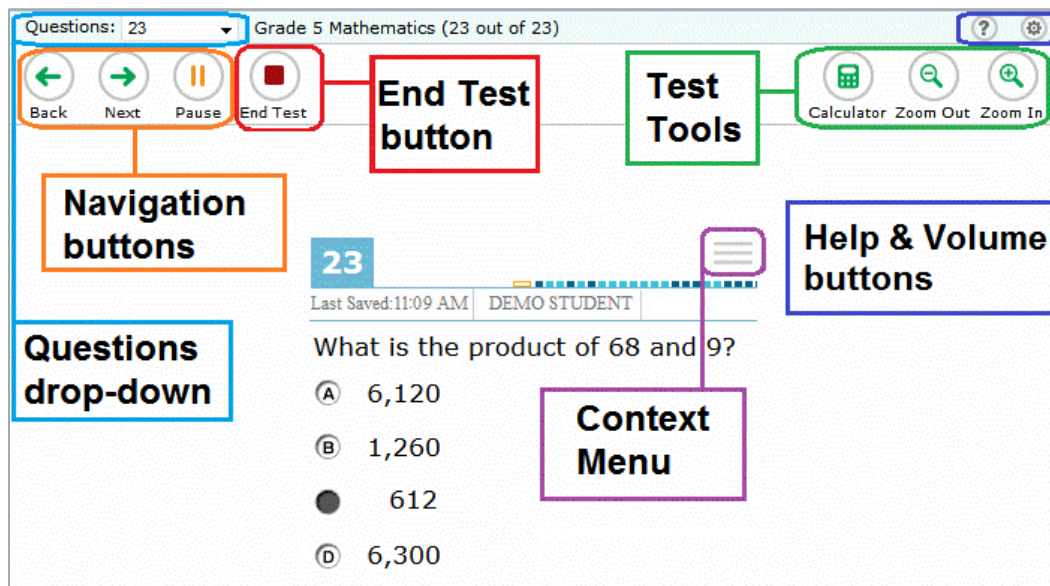 Questions: 23 Grade 5 Mathematics (23 out of 23) ?
Back Next Pause End Test Calculator Zoom Out Zoom In
End Test
button
Test
Tools
Navigation
buttons
Help & Volume
buttons
23
Last Saved:11:09 AM DEMO STUDENT
Questions
drop-down
What is the product of 68 and 9?
A 6,120
B 1,260
612
D 6,300
Context
Menu